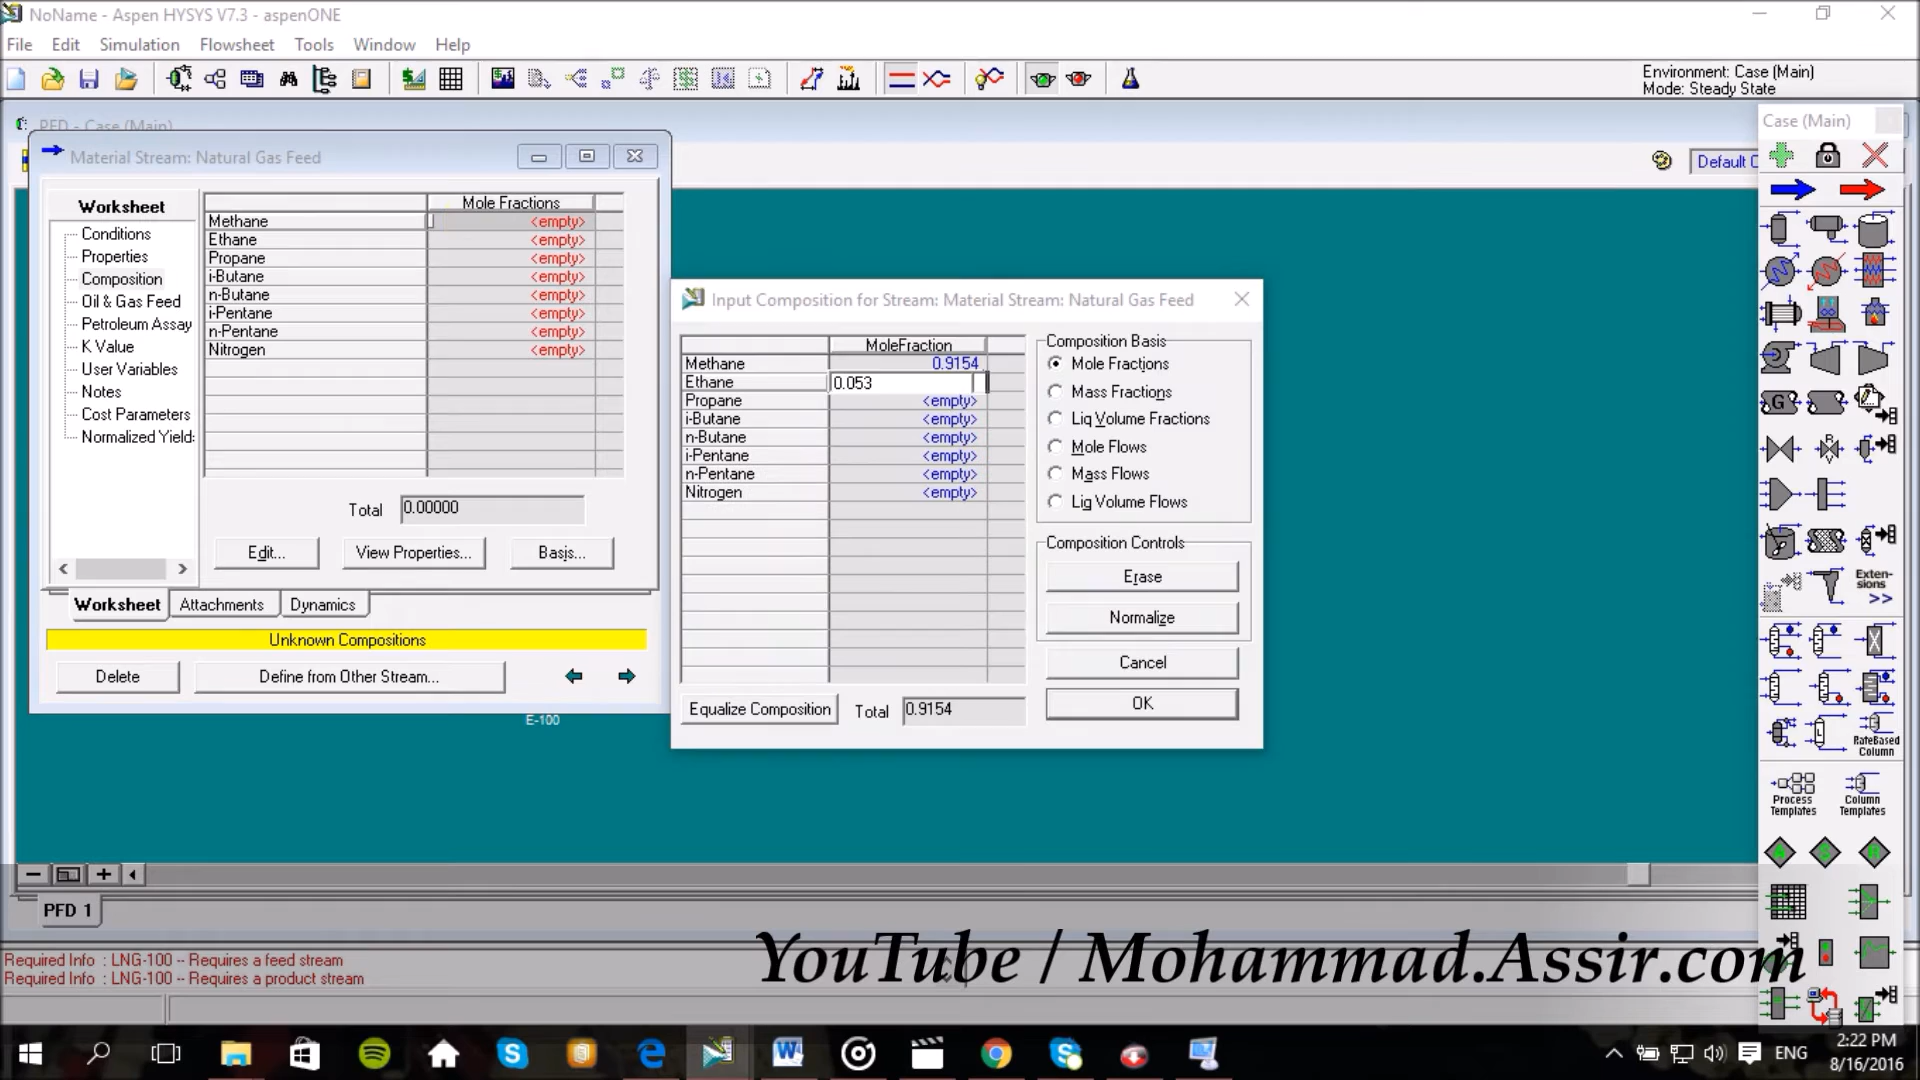 NoName - Aspen HYSYS V7.3 - aspenONE
File Edit Simulation Flowsheet Tools Window Help
Environment: Case (Main)
Mode: Steady State
PFD - Case (Main)
Default C
Case (Main)
Material Stream: Natural Gas Feed
Worksheet
Conditions
Properties
Composition
Oil & Gas Feed
Petroleum Assay
K Value
User Variables
Notes
Cost Parameters
Normalized Yield:
Mole Fractions
Methane <empty>
Ethane <empty>
Propane <empty>
i-Butane <empty>
n-Butane <empty>
i-Pentane <empty>
n-Pentane <empty>
Nitrogen <empty>
Total 0.00000
Edit... View Properties... Basis...
Worksheet Attachments Dynamics
Unknown Compositions
Delete Define from Other Stream...
E-100
Input Composition for Stream: Material Stream: Natural Gas Feed
MoleFraction
Methane 0.9154
Ethane 0.053
Propane <empty>
i-Butane <empty>
n-Butane <empty>
i-Pentane <empty>
n-Pentane <empty>
Nitrogen <empty>
Equalize Composition Total 0.9154
Composition Basis
Mole Fractions
Mass Fractions
Liq Volume Fractions
Mole Flows
Mass Flows
Liq Volume Flows
Composition Controls
Erase
Normalize
Cancel
OK
Exten-
sions
>>
RateBased
Column
Process
Templates
Column
Templates
PFD 1
Required Info : LNG-100 -- Requires a feed stream
Required Info : LNG-100 -- Requires a product stream
YouTube / Mohammad.Assir.com
ENG
2:22 PM
8/16/2016